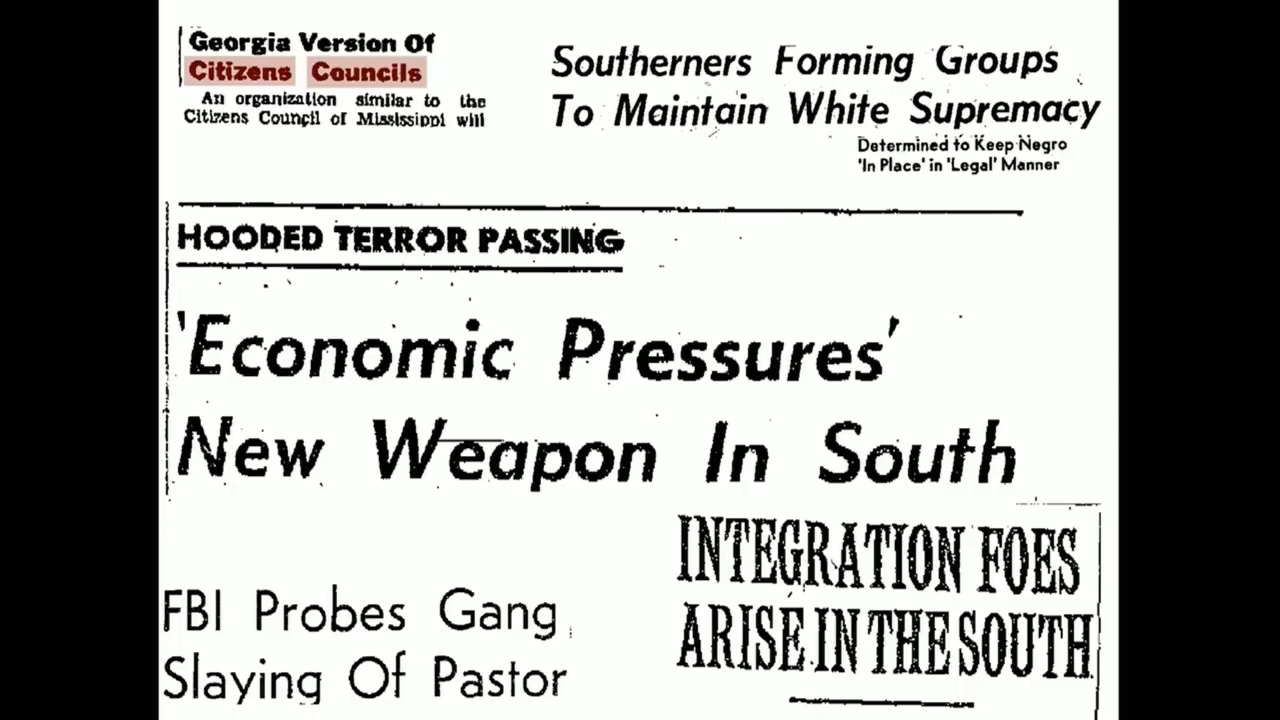 Georgia Version Of
Citizens Councils
An organization similar to the
Citizens Council of Mississippi will
Southerners Forming Groups
To Maintain White Supremacy
Determined to Keep Negro
'In Place' in 'Legal' Manner
HOODED TERROR PASSING
'Economic Pressures'
New Weapon In South
FBI Probes Gang
Slaying Of Pastor
INTEGRATION FOES
ARISE IN THE SOUTH